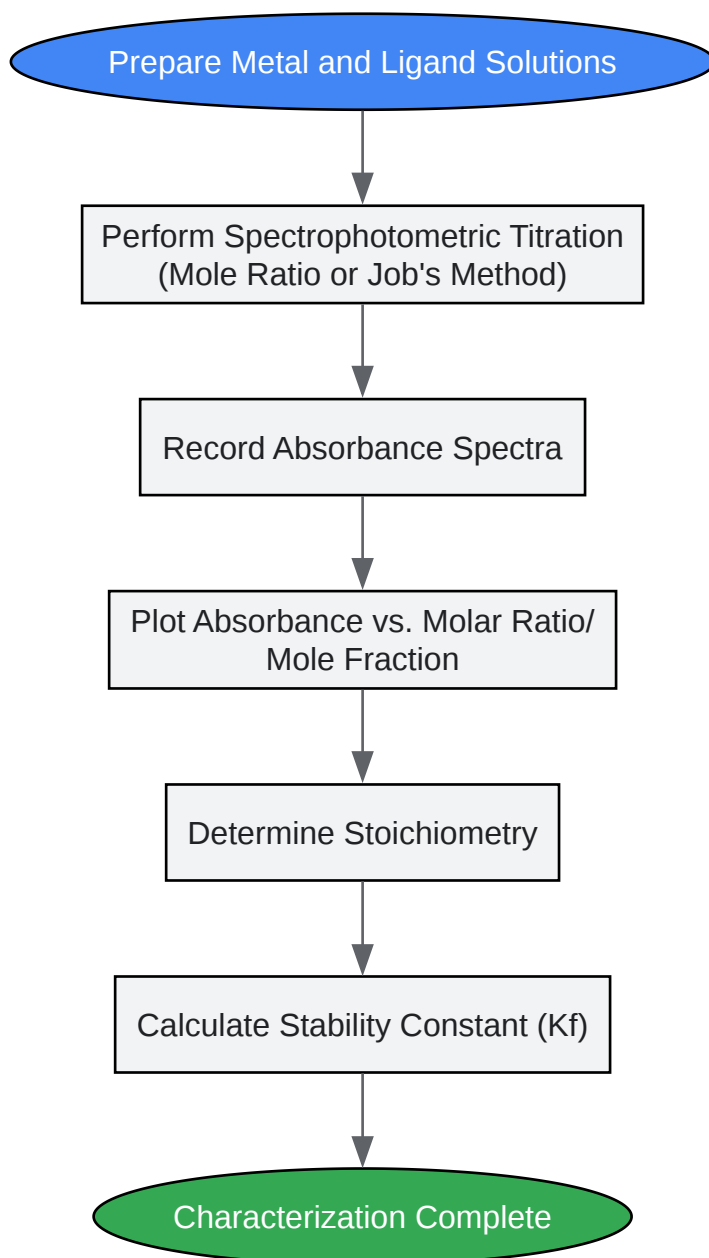 Prepare Metal and Ligand Solutions
Perform Spectrophotometric Titration
(Mole Ratio or Job's Method)
Record Absorbance Spectra
Plot Absorbance vs. Molar Ratio/
Mole Fraction
Determine Stoichiometry
Calculate Stability Constant (Kf)
Characterization Complete